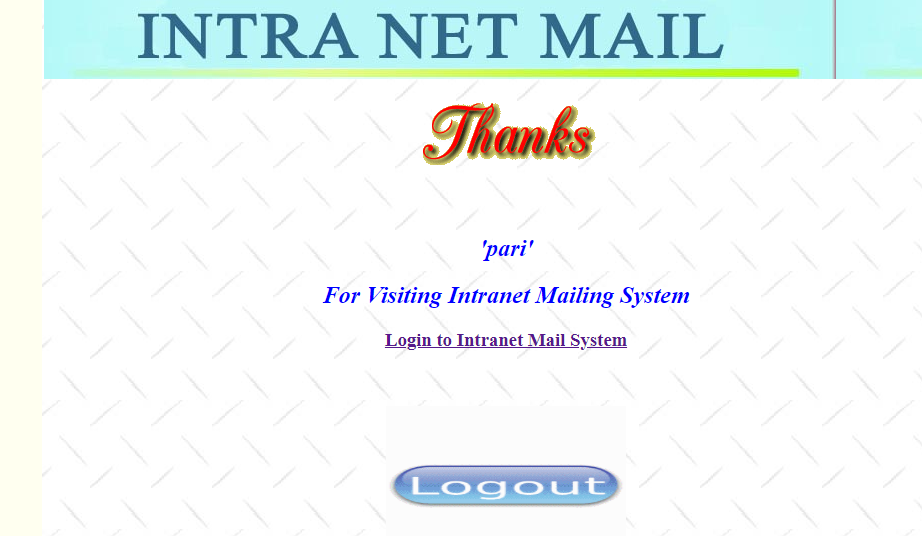 INTRA NET MAIL
Thanks
'pari'
For Visiting Intranet Mailing System
Login to Intranet Mail System
Logout